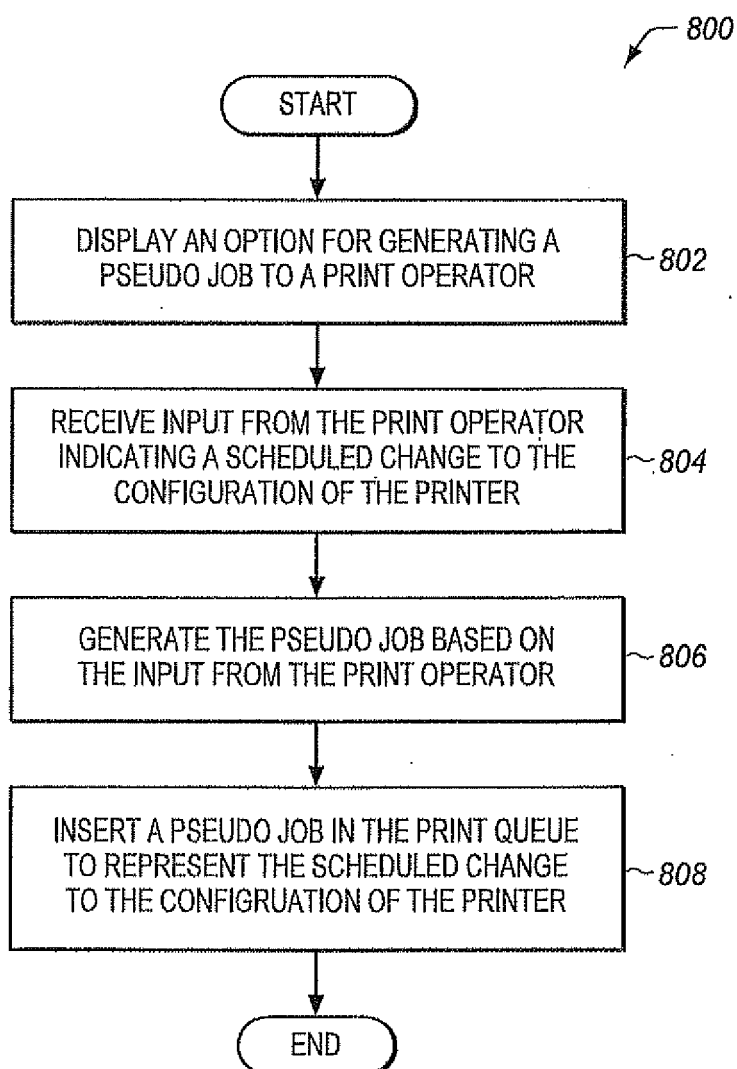 800
START
DISPLAY AN OPTION FOR GENERATING A
PSEUDO JOB TO A PRINT OPERATOR
802
RECEIVE INPUT FROM THE PRINT OPERATOR
INDICATING A SCHEDULED CHANGE TO THE
CONFIGURATION OF THE PRINTER
804
GENERATE THE PSEUDO JOB BASED ON
THE INPUT FROM THE PRINT OPERATOR
806
INSERT A PSEUDO JOB IN THE PRINT QUEUE
TO REPRESENT THE SCHEDULED CHANGE
TO THE CONFIGRUATION OF THE PRINTER
808
END